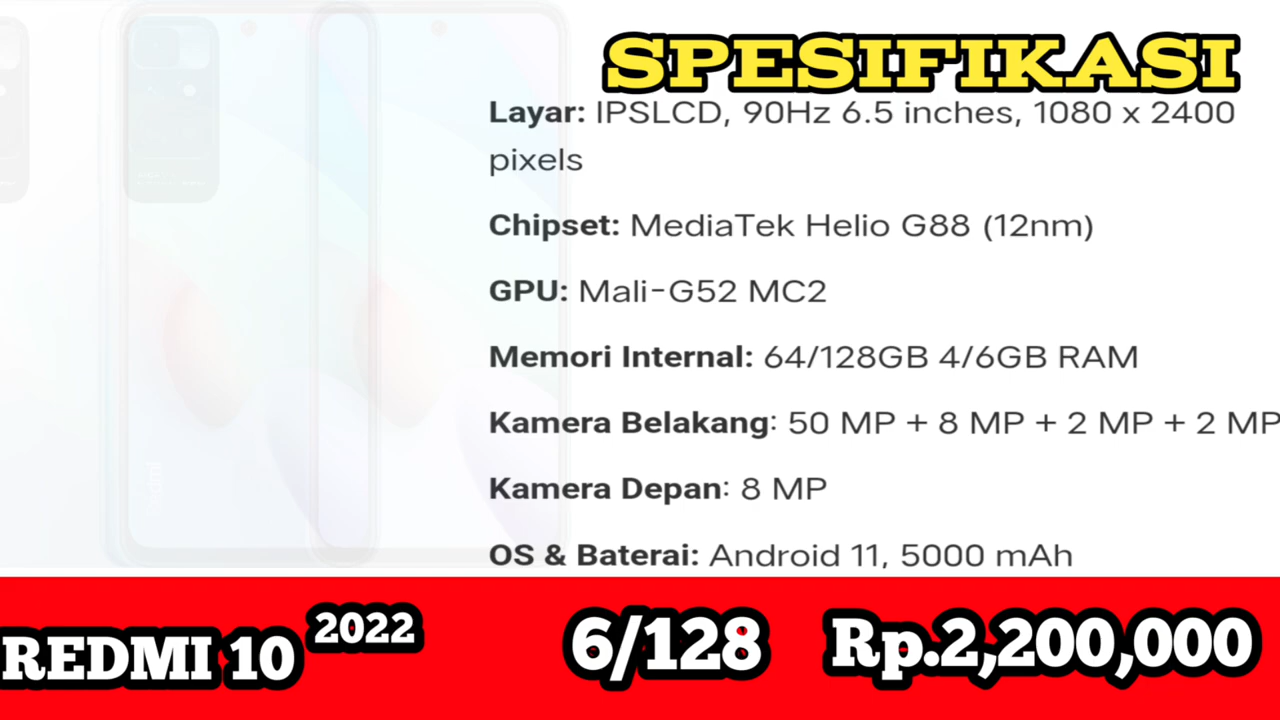 SPESIFIKASI
Layar: IPSLCD, 90Hz 6.5 inches, 1080 x 2400
pixels
Chipset: MediaTek Helio G88 (12nm)
GPU: Mali-G52 MC2
Memori Internal: 64/128GB 4/6GB RAM
Kamera Belakang: 50 MP + 8 MP + 2 MP + 2 MP
Kamera Depan: 8 MP
OS & Baterai: Android 11, 5000 mAh
REDMI 10 2022 6/128 Rp.2,200,000